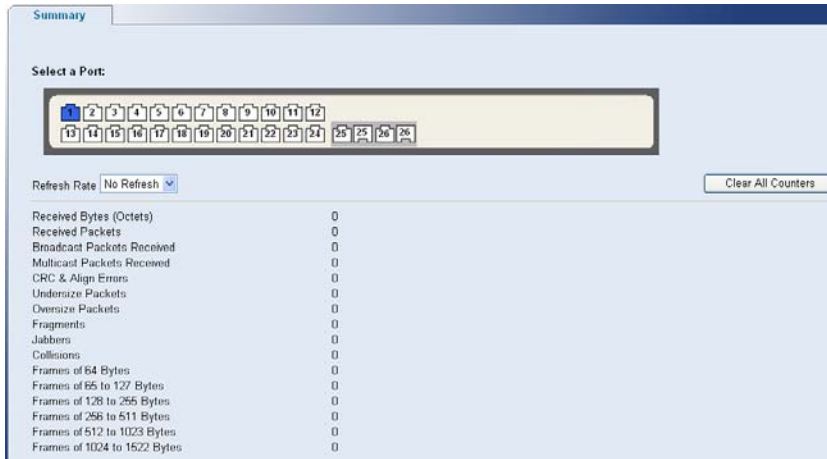 Summary
Select a Port:
1 2 3 4 5 6 7 8 9 10 11 12
13 14 15 16 17 18 19 20 21 22 23 24 25 25 26 26
Refresh Rate No Refresh Clear All Counters
Received Bytes (Octets) 0
Received Packets 0
Broadcast Packets Received 0
Multicast Packets Received 0
CRC & Align Errors 0
Undersize Packets 0
Oversize Packets 0
Fragments 0
Jabbers 0
Collisions 0
Frames of 64 Bytes 0
Frames of 65 to 127 Bytes 0
Frames of 128 to 255 Bytes 0
Frames of 256 to 511 Bytes 0
Frames of 512 to 1023 Bytes 0
Frames of 1024 to 1522 Bytes 0